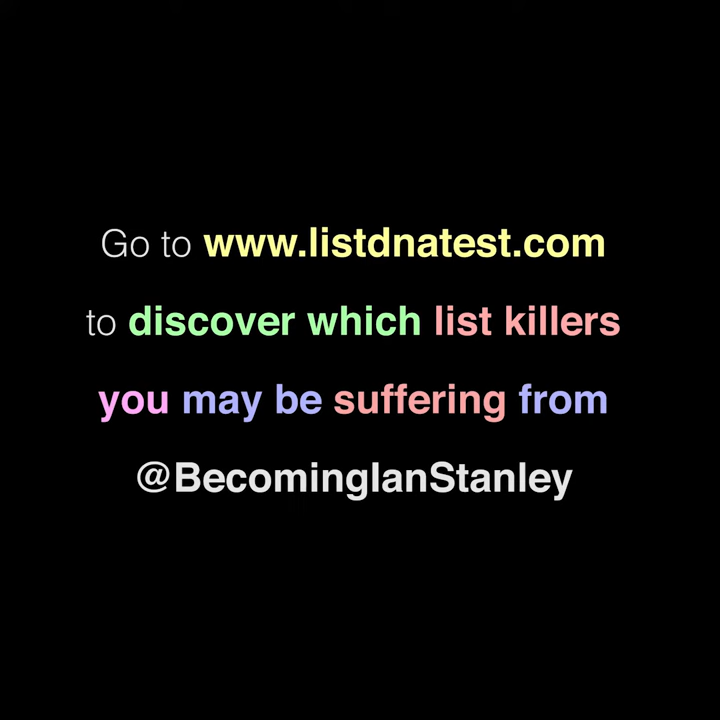 Go to www.listdnatest.com
to discover which list killers
you may be suffering from
@BecomingIanStanley